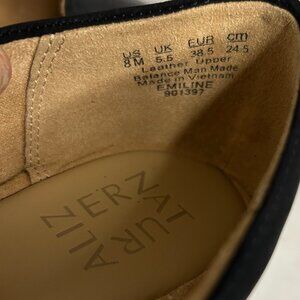 US UK EUR cm
8M 5.5 38.5 24.5
Leather Upper
Balance Man Made
Made in Vietnam
EMILINE
901397
NATURALIZER